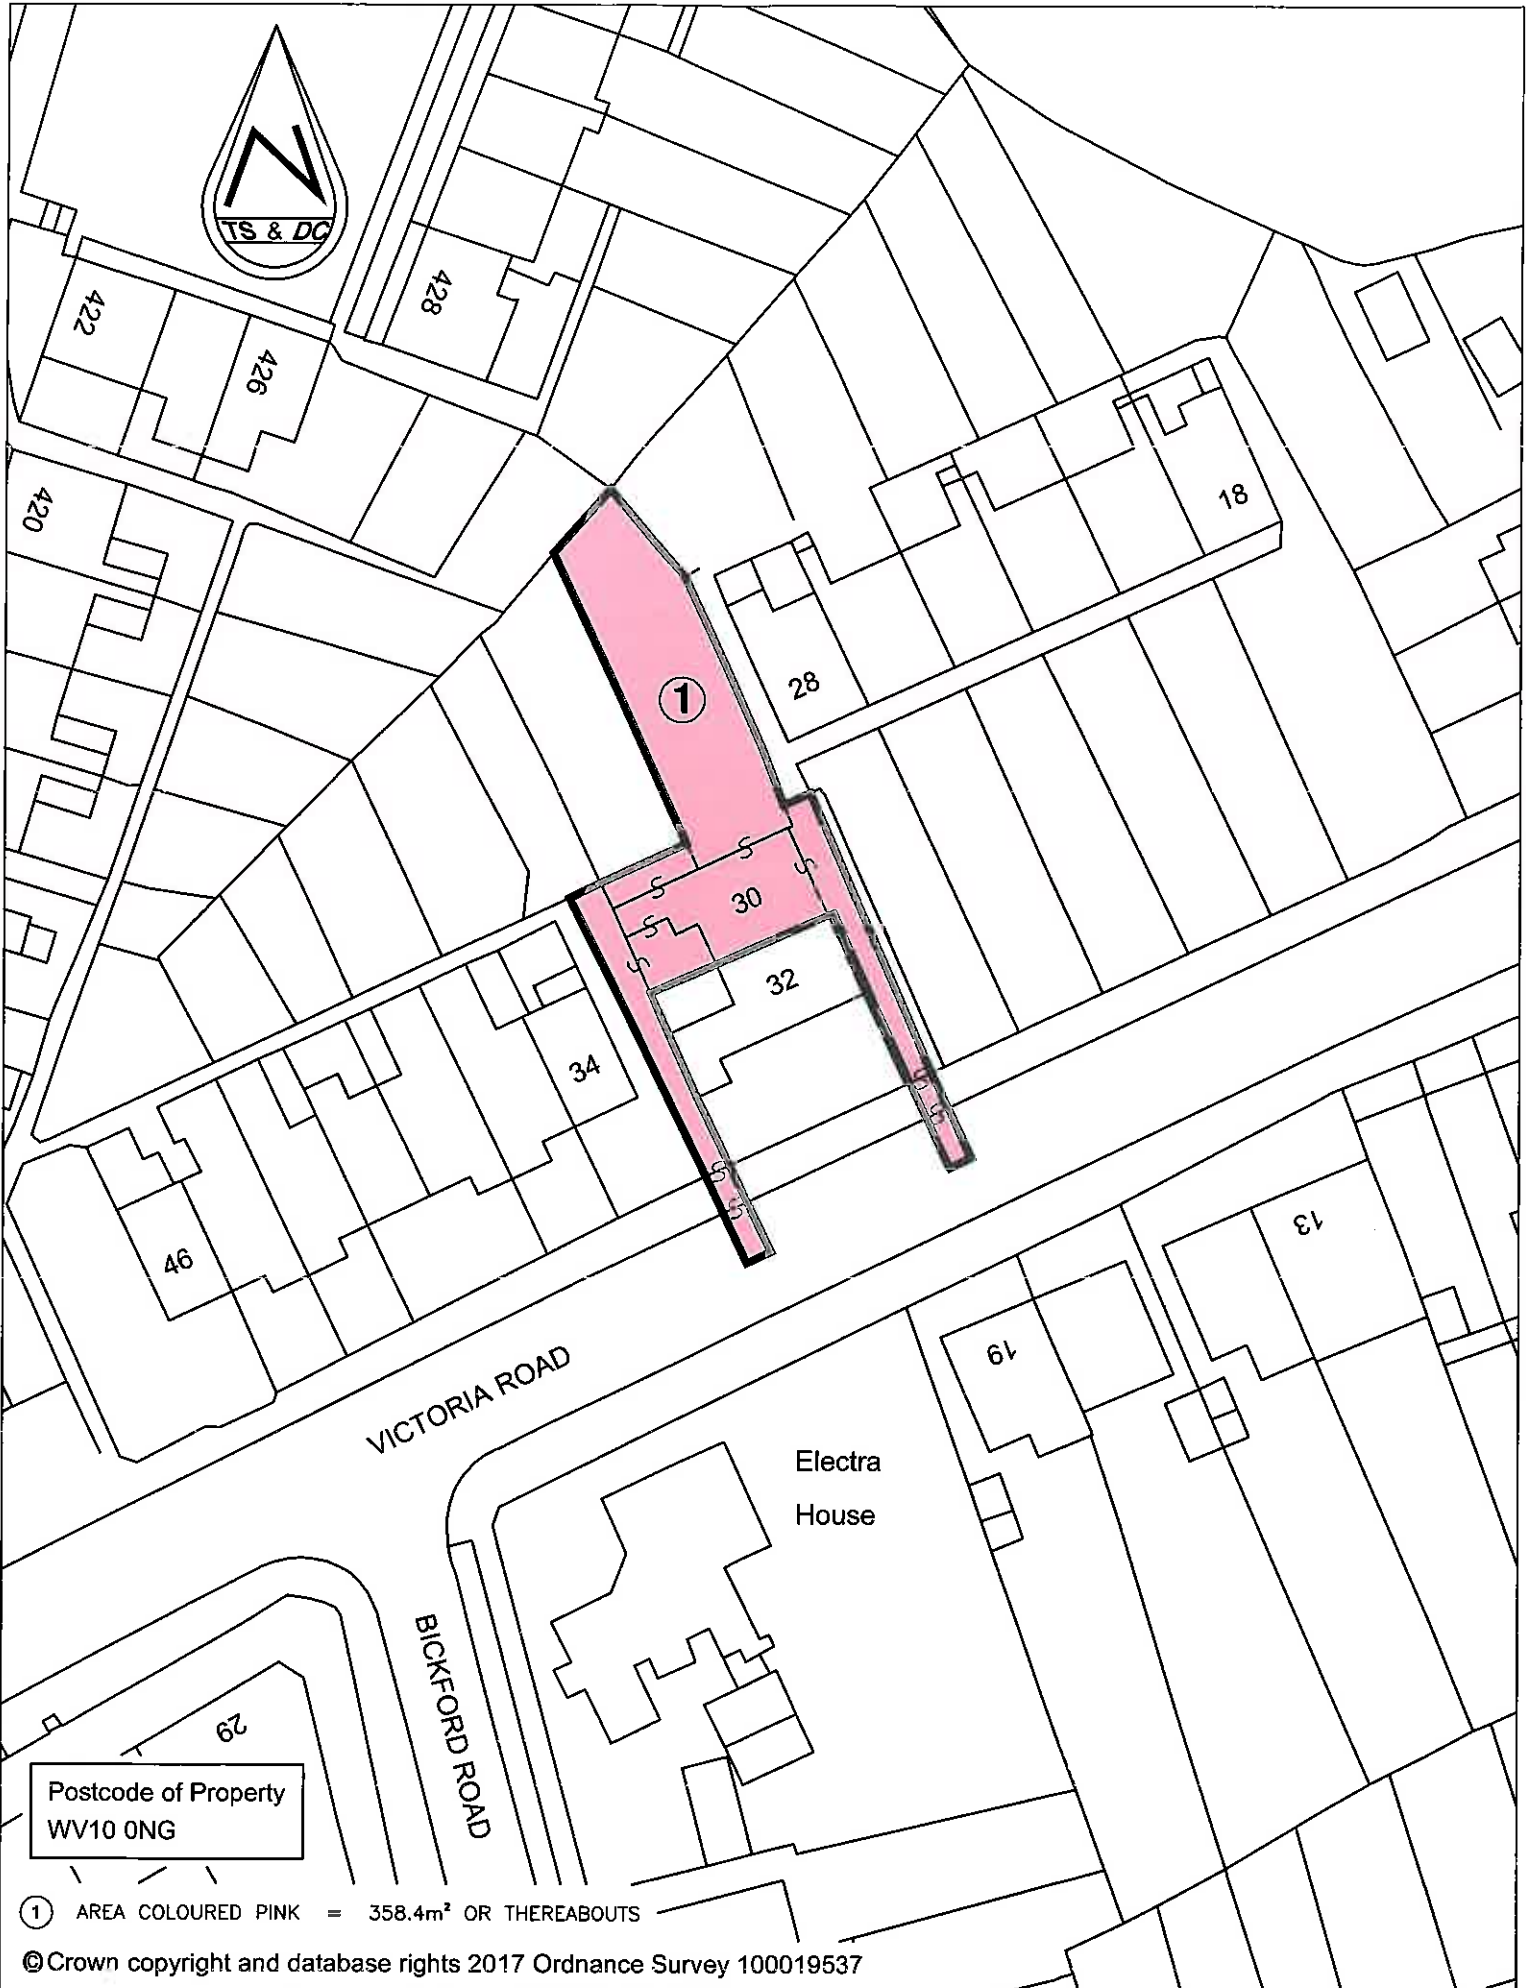 N
TS & DC
422
426
428
420
18
28
1
30
32
34
46
13
19
VICTORIA ROAD
Electra
House
BICKFORD ROAD
29
Postcode of Property
WV10 0NG
1 AREA COLOURED PINK = 358.4m² OR THEREABOUTS
© Crown copyright and database rights 2017 Ordnance Survey 100019537